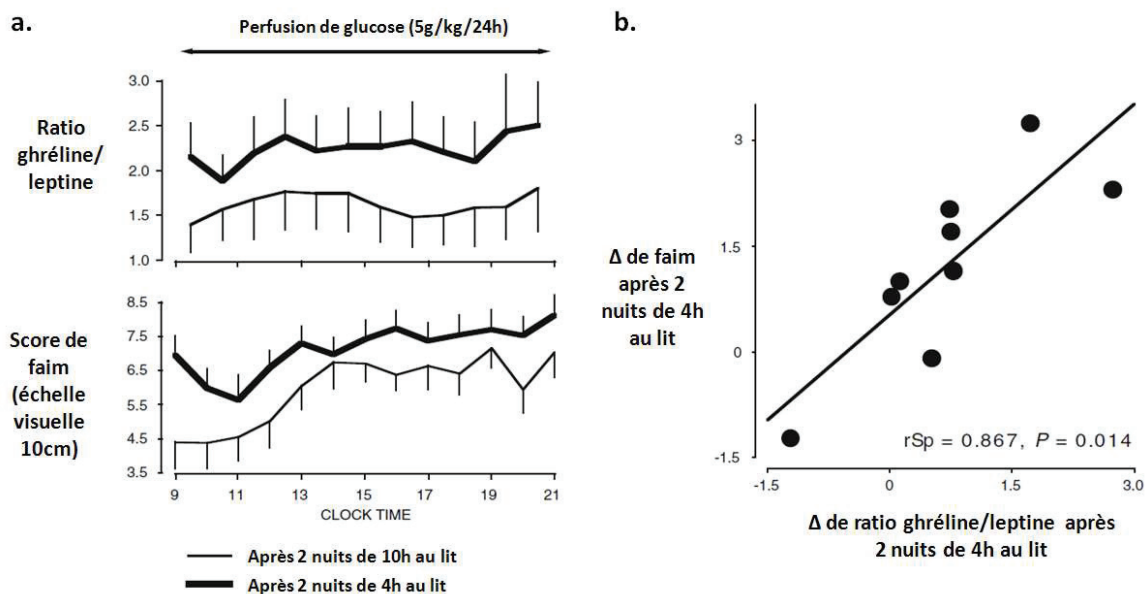 a.
Perfusion de glucose (5g/kg/24h)
3.0
2.5
2.0
1.5
1.0
Ratio
ghréline/
leptine
8.5
7.5
6.5
5.5
4.5
3.5
Score de
faim
(échelle
visuelle
10cm)
9 11 13 15 17 19 21
CLOCK TIME
Après 2 nuits de 10h au lit
Après 2 nuits de 4h au lit
b.
3
1.5
0
-1.5
Δ de faim
après 2
nuits de 4h
au lit
rSp = 0.867, P = 0.014
-1.5 0 1.5 3.0
Δ de ratio ghréline/leptine après
2 nuits de 4h au lit